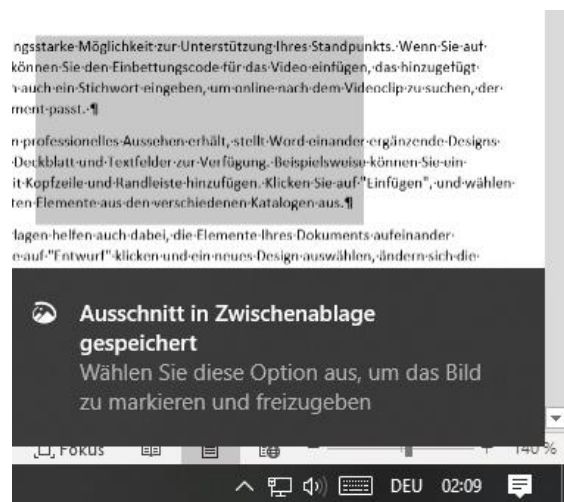 ngsstarke·Möglichkeit·zur·Unterstützung·Ihres·Standpunkts.·Wenn·Sie·auf·
können·Sie·den·Einbettungscode·für·das·Video·einfügen,·das·hinzugefügt·
auch·ein·Stichwort·eingeben,·um·online·nach·dem·Videoclip·zu·suchen,·der·
ment·passt.·¶
n·professionelles·Aussehen·erhält,·stellt·Word·einander·ergänzende·Designs·
Deckblatt·und·Textfelder·zur·Verfügung.·Beispielsweise·können·Sie·ein·
it·Kopfzeile·und·Randleiste·hinzufügen.·Klicken·Sie·auf·"Einfügen",·und·wählen·
ten·Elemente·aus·den·verschiedenen·Katalogen·aus.¶
lagen·helfen·auch·dabei,·die·Elemente·Ihres·Dokuments·aufeinander·
e·auf·"Entwurf"·klicken·und·ein·neues·Design·auswählen,·ändern·sich·die·
Ausschnitt in Zwischenablage
gespeichert
Wählen Sie diese Option aus, um das Bild
zu markieren und freizugeben
Fokus 140 %
DEU 02:09